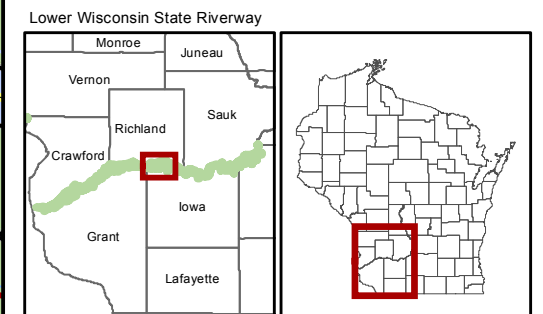 Lower Wisconsin State Riverway
Monroe
Juneau
Vernon
Sauk
Richland
Crawford
Iowa
Grant
Lafayette